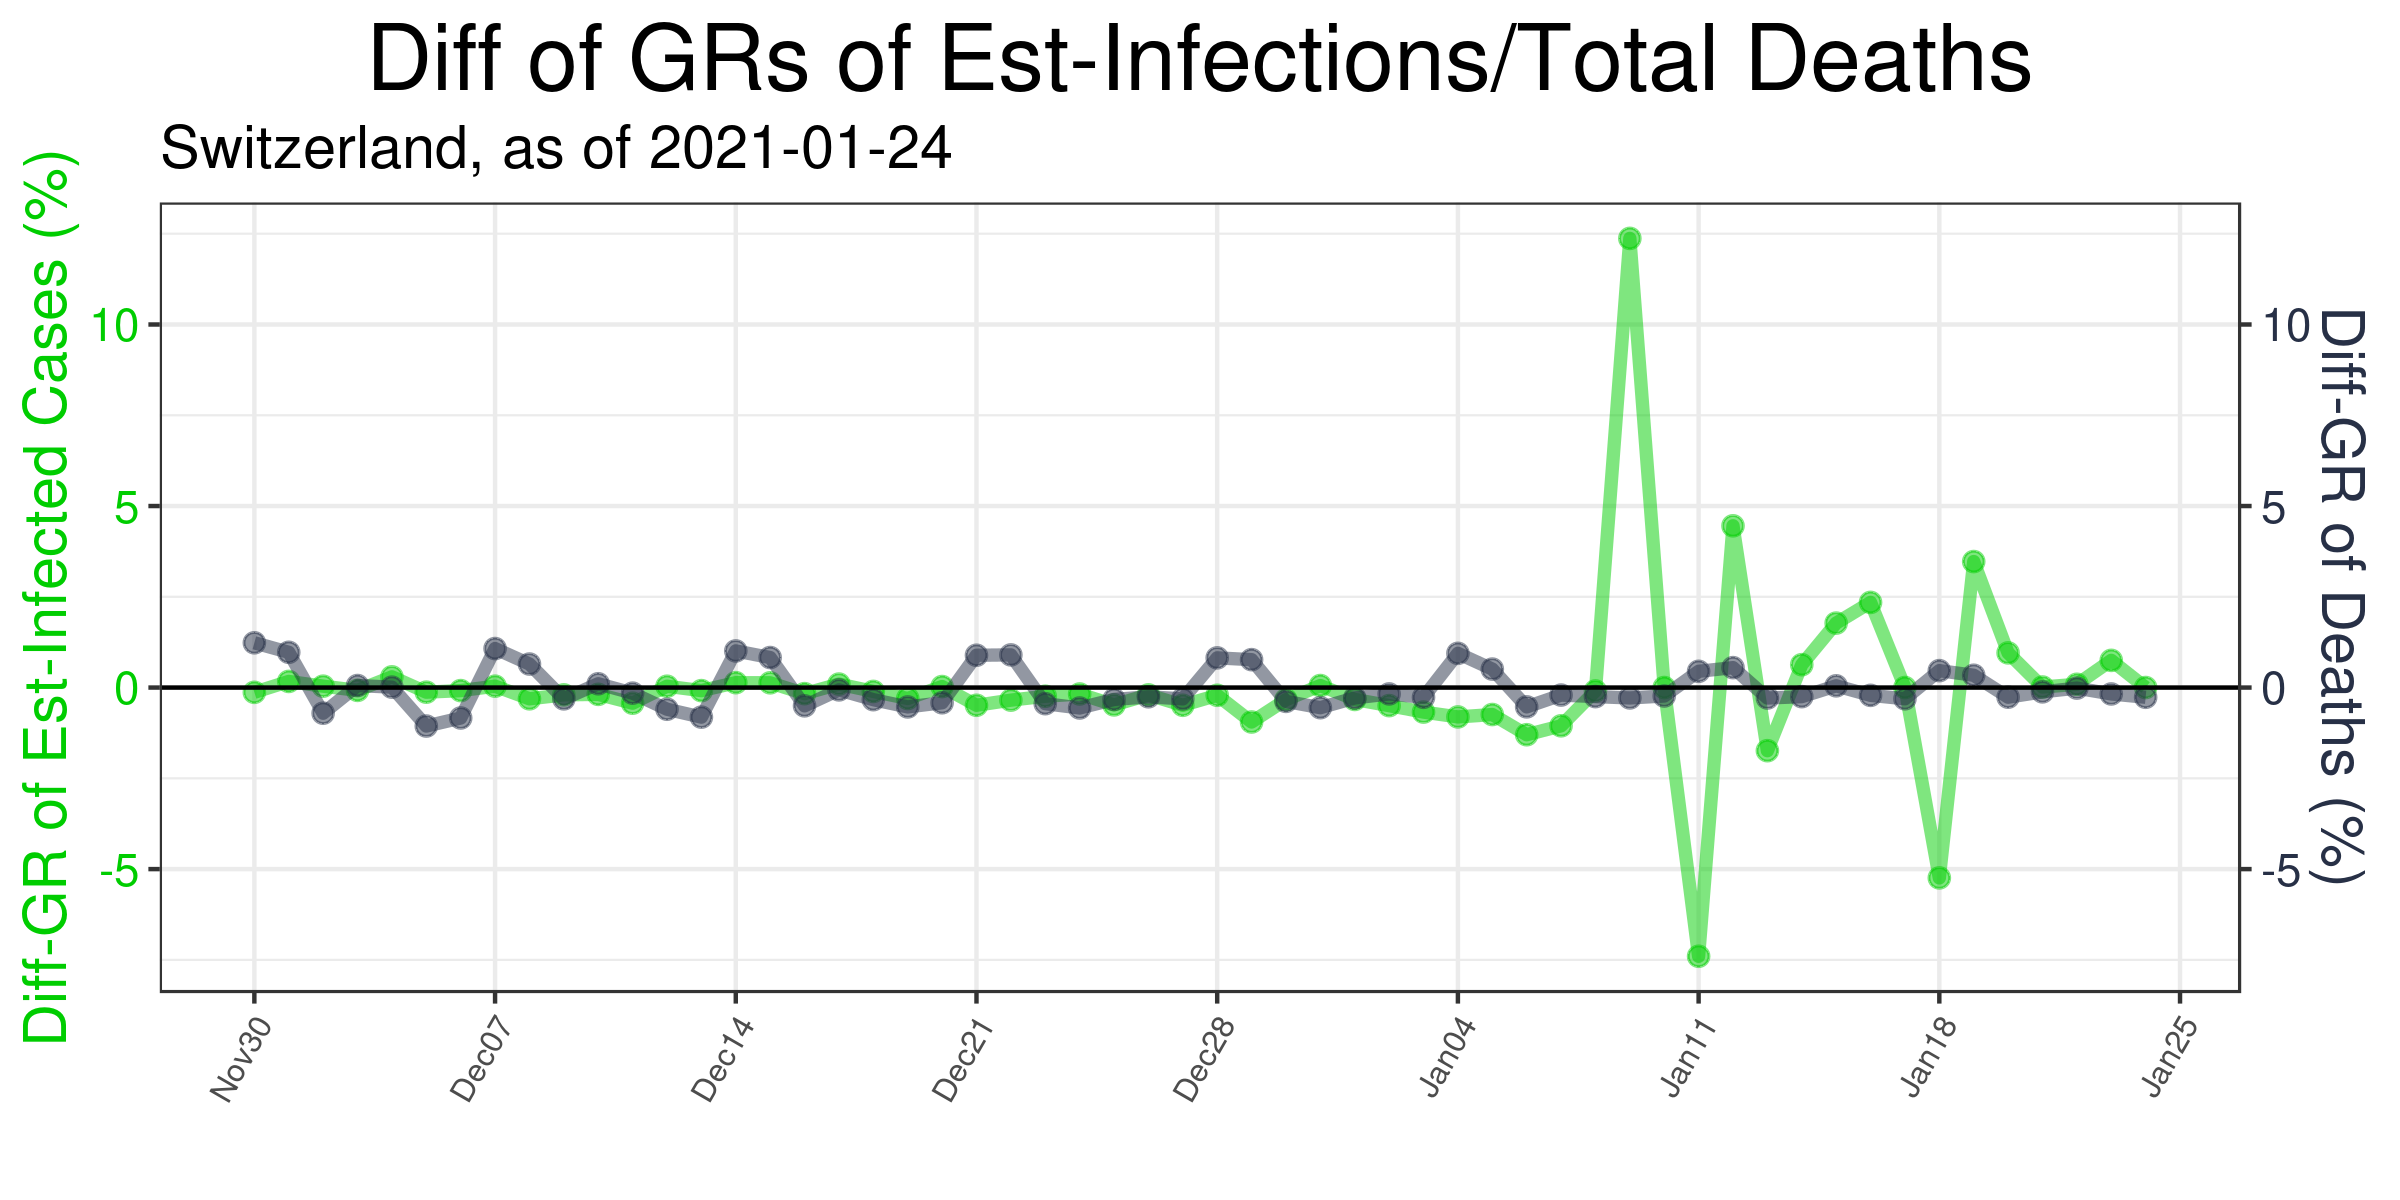 Diff of GRs of Est-Infections/Total Deaths
Switzerland, as of 2021-01-24
Diff-GR of Est-Infected Cases (%)
10
5
0
-5
10
5
0
-5
Diff-GR of Deaths (%)
Nov30
Dec07
Dec14
Dec21
Dec28
Jan04
Jan11
Jan18
Jan25